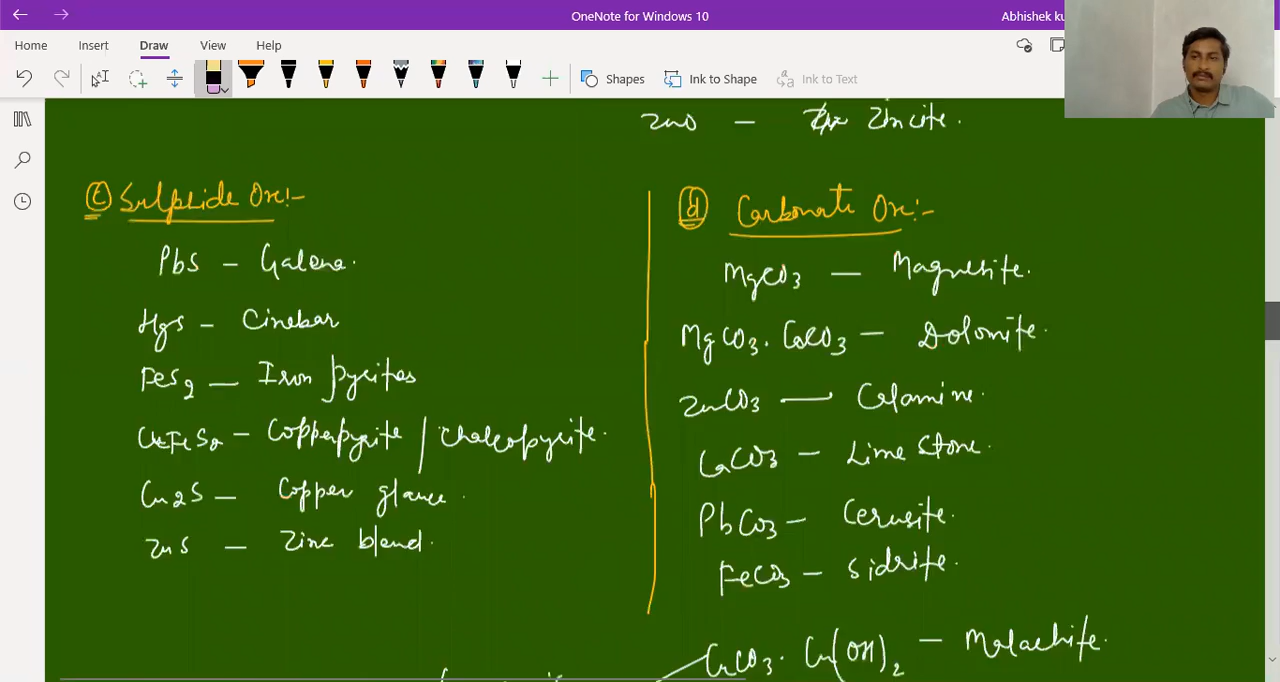 OneNote for Windows 10
Abhishek ku
Home Insert Draw View Help
Shapes Ink to Shape Ink to Text
ZnO — Zincite.
(c) Sulphide Ore:-
PbS - Galena.
HgS - Cinebar
FeS2 — Iron pyrites
CuFeS2 - Copperpyrite / Chalcopyrite.
Cu2S - Copper glance.
ZnS - Zinc blend.
(d) Carbonate Ore:-
MgCO3 — Magnesite.
MgCO3. CaCO3 — Dolomite.
ZnCO3 — Calamine.
CaCO3 - Lime Stone.
PbCO3 - Cerusite.
FeCO3 - Sidrite.
CuCO3. Cu(OH)2 - Malachite.